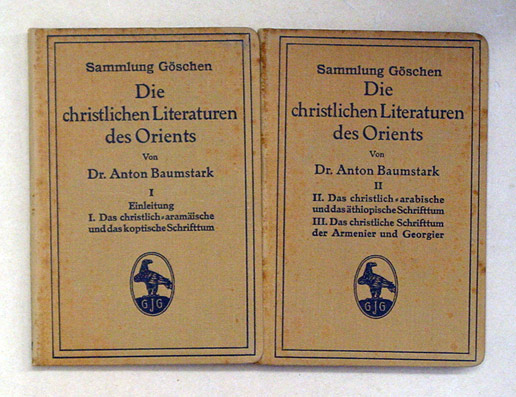 Sammlung Göschen
Die
christlichen Literaturen
des Orients
Von
Dr. Anton Baumstark
I
Einleitung
I. Das christlich-aramäische
und das koptische Schrifttum
GJG
Sammlung Göschen
Die
christlichen Literaturen
des Orients
Von
Dr. Anton Baumstark
II
II. Das christlich-arabische
und das äthiopische Schrifttum
III. Das christliche Schrifttum
der Armenier und Georgier
GJG